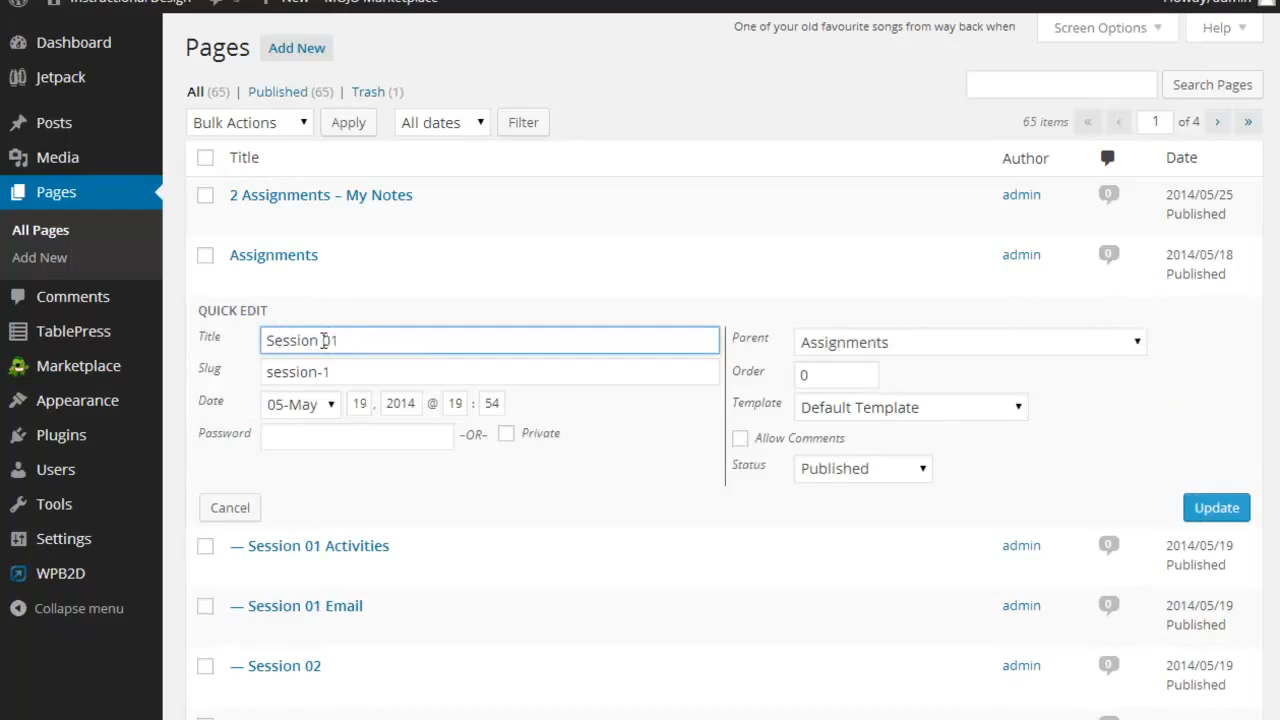 Instructional Design
New
MOJO Marketplace
Howdy, admin
Dashboard
Jetpack
Posts
Media
Pages
All Pages
Add New
Comments
TablePress
Marketplace
Appearance
Plugins
Users
Tools
Settings
WPB2D
Collapse menu
One of your old favourite songs from way back when
Screen Options
Help
Pages
Add New
All (65) | Published (65) | Trash (1)
Search Pages
Bulk Actions
Apply
All dates
Filter
65 items « ‹ 1 of 4 › »
Title
Author
Date
2 Assignments – My Notes
admin
0
2014/05/25
Published
Assignments
admin
0
2014/05/18
Published
QUICK EDIT
Title
Session 01
Slug
session-1
Date
05-May
19 , 2014 @ 19 : 54
Password
–OR–
Private
Parent
Assignments
Order
0
Template
Default Template
Allow Comments
Status
Published
Cancel
Update
— Session 01 Activities
admin
0
2014/05/19
Published
— Session 01 Email
admin
0
2014/05/19
Published
— Session 02
admin
0
2014/05/19
Published